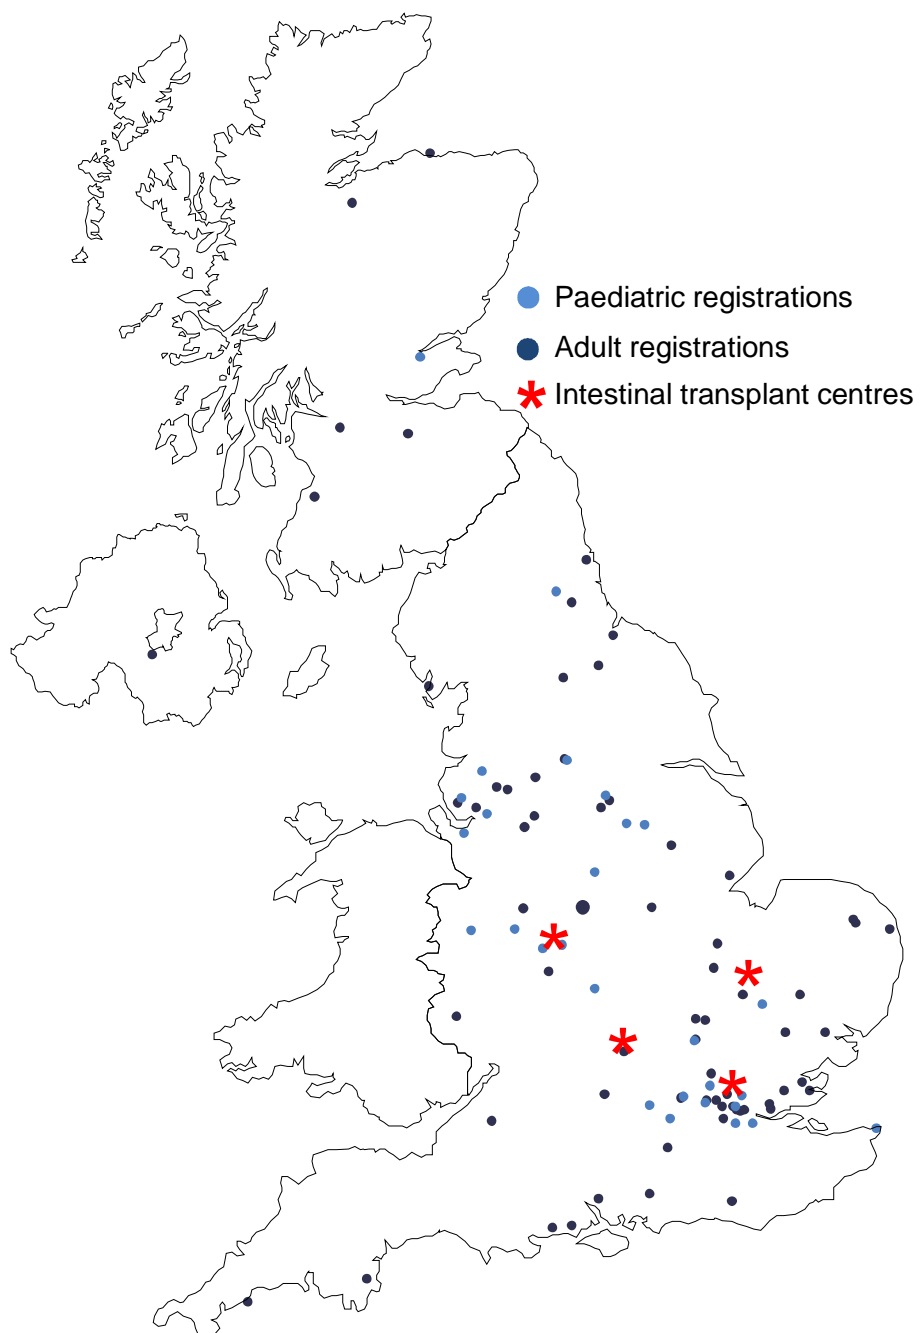 Paediatric registrations
Adult registrations
Intestinal transplant centres